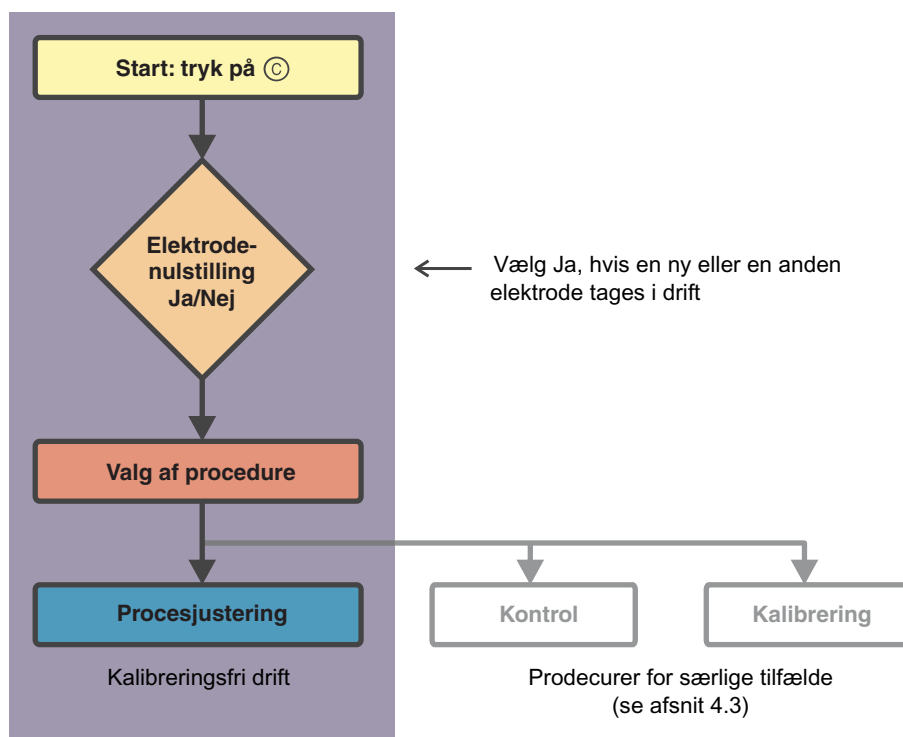 Start: tryk på Ⓒ
Elektrode-
nulstilling
Ja/Nej
Vælg Ja, hvis en ny eller en anden
elektrode tages i drift
Valg af procedure
Procesjustering
Kontrol
Kalibrering
Kalibreringsfri drift
Prodecurer for særlige tilfælde
(se afsnit 4.3)